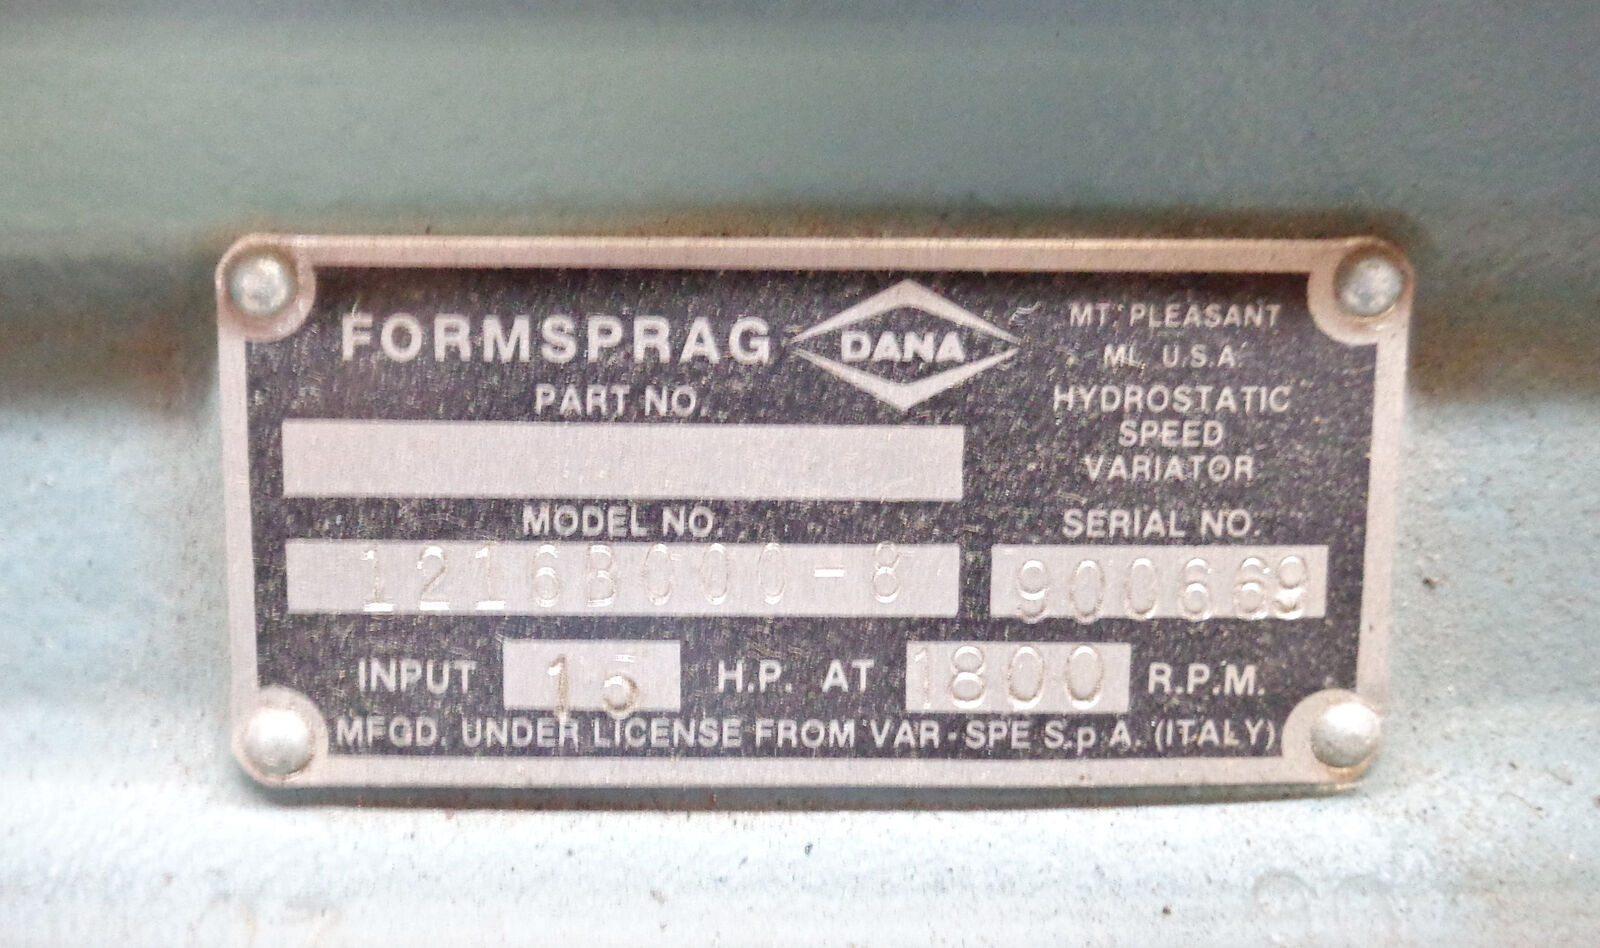 FORMSPRAG DANA
MT. PLEASANT
MI., U.S.A.
PART NO.
HYDROSTATIC
SPEED
VARIATOR
MODEL NO.
1216B000-8
SERIAL NO.
900669
INPUT 15 H.P. AT 1800 R.P.M.
MFGD. UNDER LICENSE FROM VAR-SPE S.p A. (ITALY)